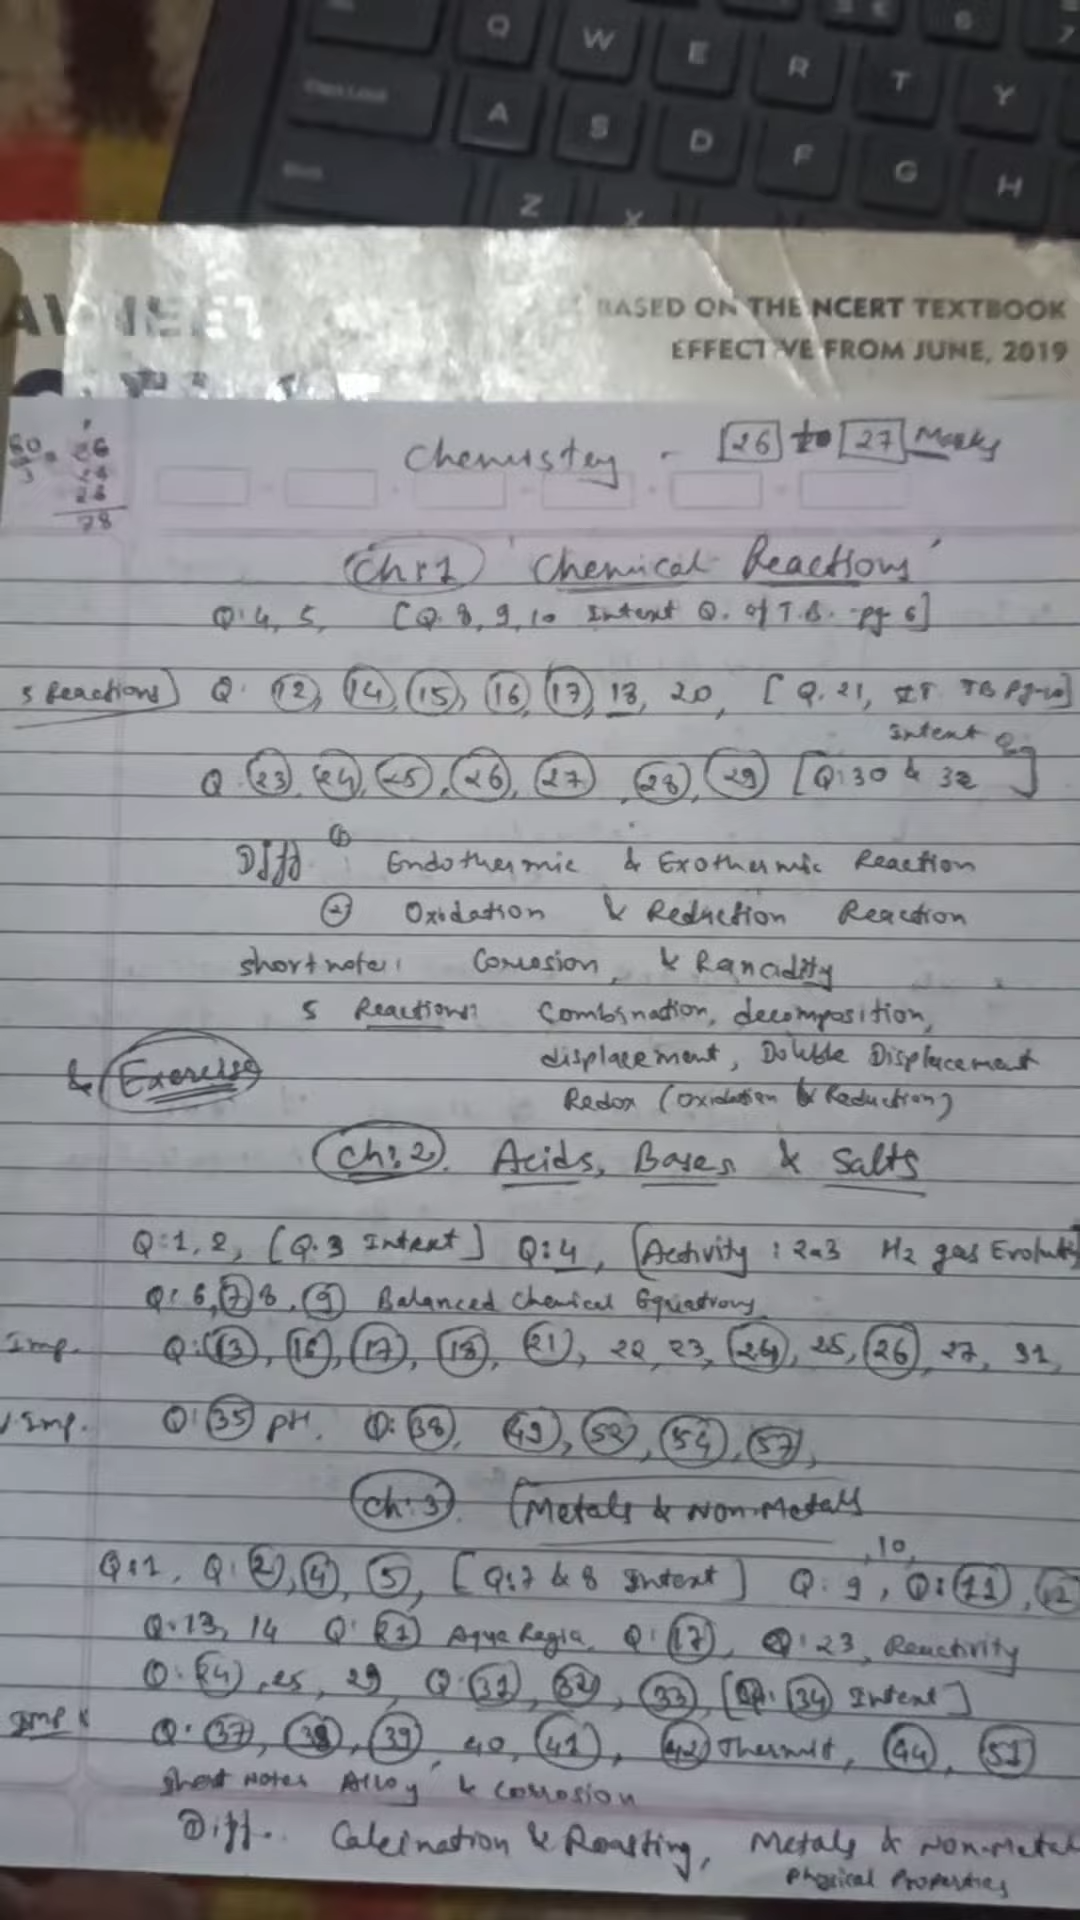 Q W E R T Y
A S D F G H
Z X
BASED ON THE NCERT TEXTBOOK
EFFECTIVE FROM JUNE, 2019
Chemistry - 26 to 27 Marks
78
Ch:1 'Chemical Reactions'
Q:4, 5, [Q. 8, 9, 10 Intext Q. of T.B. -pg 6]
5 Reactions] Q: 12, 14, 15, 16, 17, 18, 20, [Q. 21, IT. TB Pg-10]
Intext Q.
Q. 23, 24, 25, 26, 27, 28, 29 [Q:30 & 32]
Diff ① Endothermic & Exothermic Reaction
② Oxidation & Reduction Reaction
short note: Corrosion, & Rancidity
5 Reactions: Combination, decomposition,
displacement, Double Displacement
& Exercise
Redox (Oxidation & Reduction)
Ch:2. Acids, Bases & Salts
Q:1, 2, [Q.3 Intext] Q:4, [Activity : 2.3 H2 gas
Q: 6, 7, 8, 9 Balanced Chemical Equations
Imp. Q: 13, 16, 17, 18, 21, 22, 23, 24, 25, 26, 27, 31,
V.Imp. Q: 35 pH. Q: 38, 49, 52, 54, 57,
Ch:3. [Metals & Non-Metals
Q:1, Q: 2, 4, 5, [Q:7 & 8 Intext] Q: 9, 10, Q: 11, 12
Q.13, 14 Q: 21 Aqua Regia, Q: 17, Q:23, Reactivity
Q: 24, 25, 29, Q: 31, 32, 33, [Q: 34 Intext]
Imp Q: 37, 38, 39, 40, 41, 42 Thermit, 44, 51
Short Notes Alloy & Corrosion
Diff. Calcination & Roasting, Metals & Non-Metal
Physical Properties